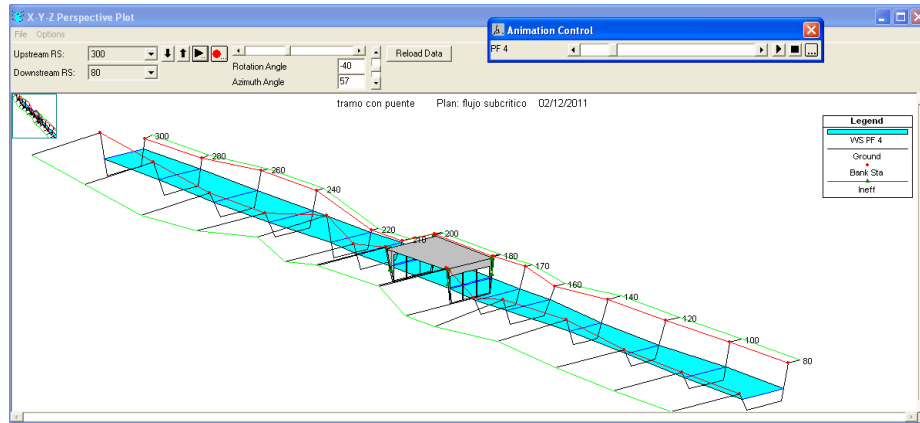 X-Y-Z Perspective Plot
File Options
Upstream RS: 300
Downstream RS: 80
Rotation Angle -40
Azimuth Angle 57
Reload Data
Animation Control
PF 4
...
tramo con puente Plan: flujo subcritico 02/12/2011
Legend
WS PF 4
Ground
Bank Sta
Ineff
300
280
260
240
220
210
200
180
170
160
140
120
100
80